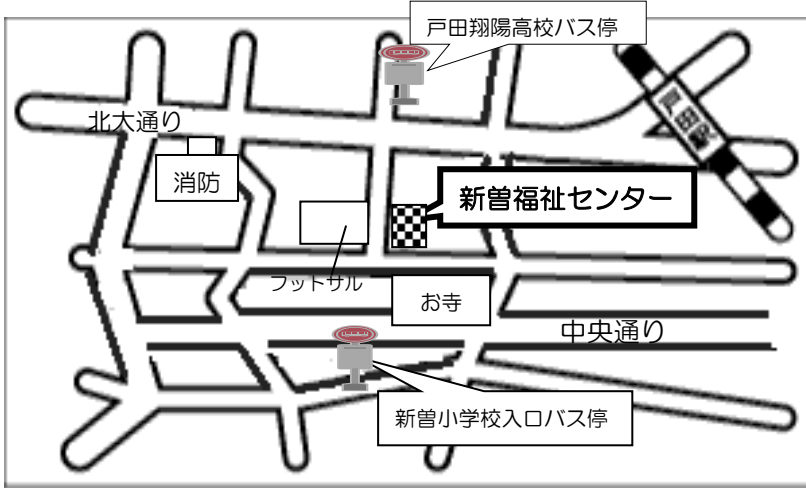 戸田翔陽高校バス停
北大通り
戸田駅
消防
新曽福祉センター
フットサル
お寺
中央通り
新曽小学校入口バス停